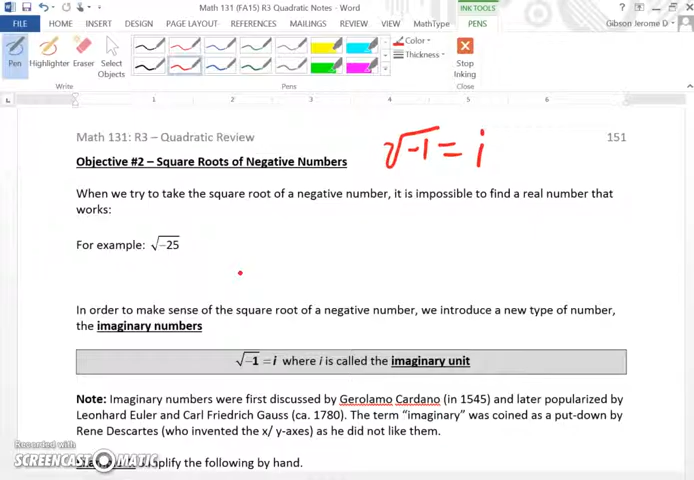 Math 131 (FA15) R3 Quadratic Notes - Word
INK TOOLS
FILE HOME INSERT DESIGN PAGE LAYOUT REFERENCES MAILINGS REVIEW VIEW MathType PENS
Gibson Jerome D
Pen Highlighter Eraser Select Objects
Color
Thickness
Stop Inking
Write Pens Close
1 2 3 4 5 6
Math 131: R3 – Quadratic Review 151
√-1 = i
Objective #2 – Square Roots of Negative Numbers
When we try to take the square root of a negative number, it is impossible to find a real number that
works:
For example: √−25
In order to make sense of the square root of a negative number, we introduce a new type of number,
the imaginary numbers
√−1 = i where i is called the imaginary unit
Note: Imaginary numbers were first discussed by Gerolamo Cardano (in 1545) and later popularized by
Leonhard Euler and Carl Friedrich Gauss (ca. 1780). The term “imaginary” was coined as a put-down by
Rene Descartes (who invented the x/ y-axes) as he did not like them.
Recorded with
SCREENCAST-O-MATIC
the following by hand.